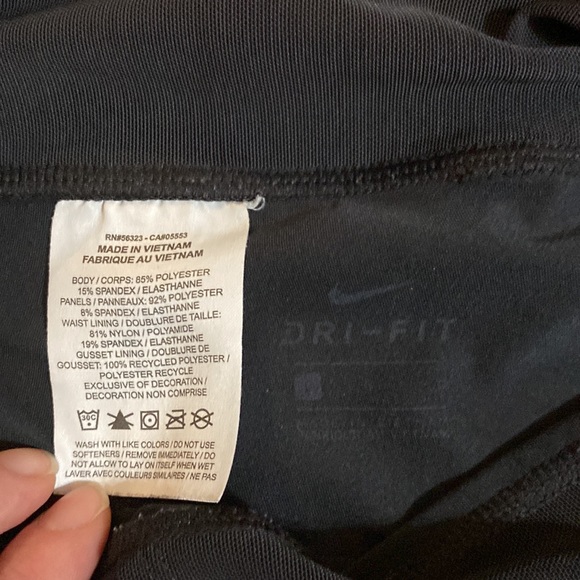 RN#56323 - CA#05553
MADE IN VIETNAM
FABRIQUE AU VIETNAM
BODY / CORPS: 85% POLYESTER
15% SPANDEX / ELASTHANNE
PANELS / PANNEAUX: 92% POLYESTER
8% SPANDEX / ELASTHANNE
WAIST LINING / DOUBLURE DE TAILLE:
81% NYLON / POLYAMIDE
19% SPANDEX / ELASTHANNE
GUSSET LINING / DOUBLURE DE
GOUSSET: 100% RECYCLED POLYESTER /
POLYESTER RECYCLE
EXCLUSIVE OF DECORATION /
DECORATION NON COMPRISE
30C
WASH WITH LIKE COLORS / DO NOT USE
SOFTENERS / REMOVE IMMEDIATELY / DO
NOT ALLOW TO LAY ON ITSELF WHEN WET
LAVER AVEC COULEURS SIMILAIRES / NE PAS
DRI-FIT